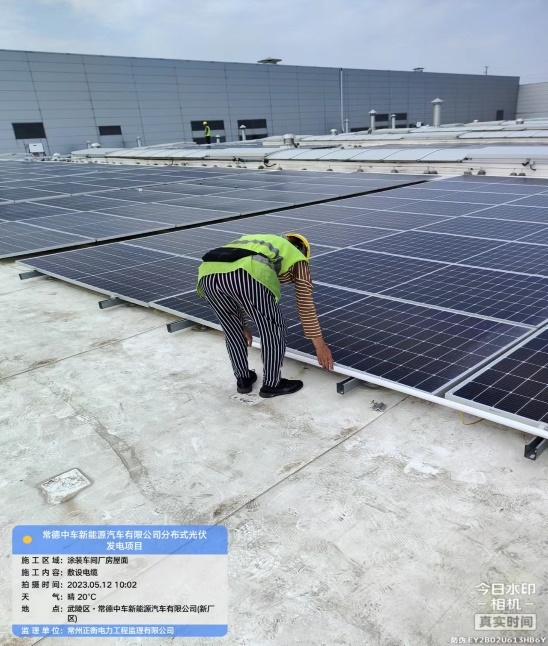 常德中车新能源汽车有限公司分布式光伏
发电项目
施工区域：涂装车间厂房屋面
施工内容：敷设电缆
拍摄时间：2023.05.12 10:02
天 气：晴 20℃
地 点：武陵区·常德中车新能源汽车有限公司(新厂
区)
监理单位：常州正衡电力工程监理有限公司
今日水印
相机
真实时间
防伪 EY2BD2U613HB6Y